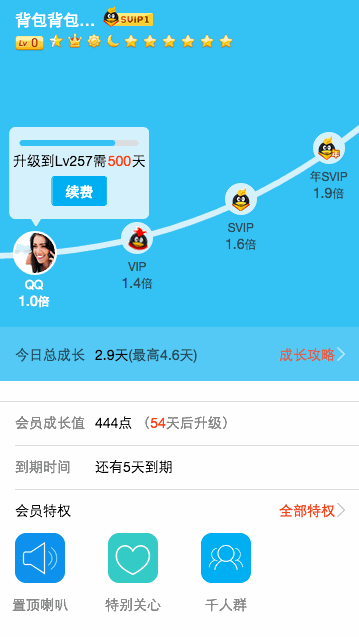 背包背包... SVIP1
Lv 0
升级到Lv257需500天
续费
年SVIP
1.9倍
SVIP
1.6倍
VIP
1.4倍
QQ
1.0倍
今日总成长 2.9天(最高4.6天) 成长攻略
会员成长值 444点 （54天后升级）
到期时间 还有5天到期
会员特权 全部特权
置顶喇叭 特别关心 千人群